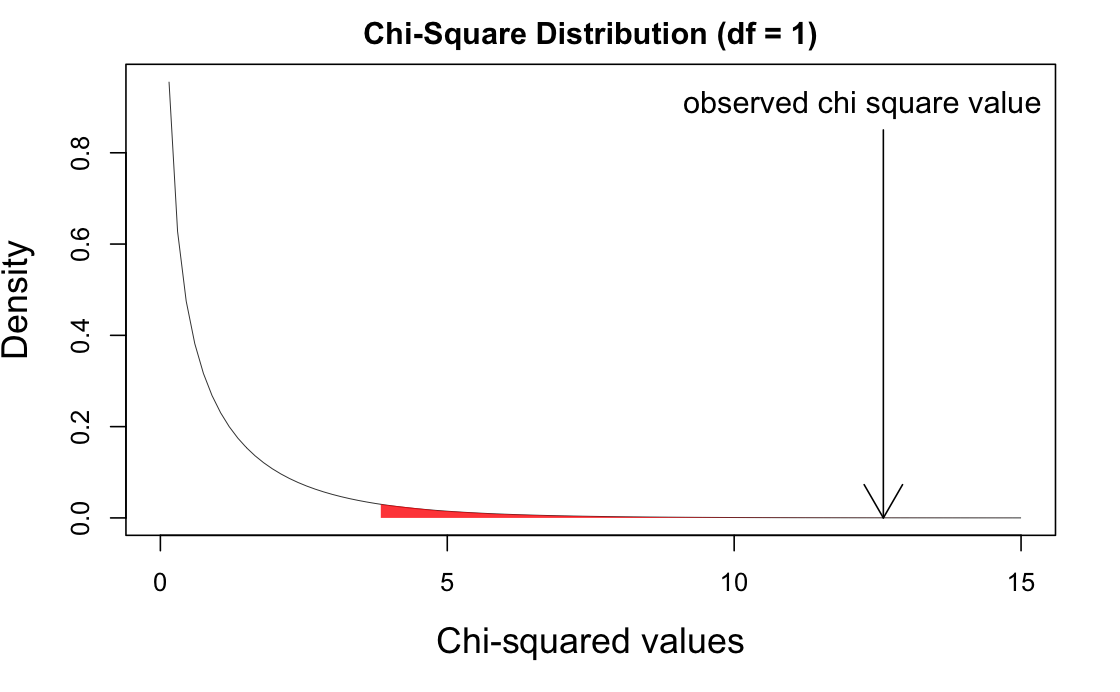 Chi-Square Distribution (df = 1)
observed chi square value
Density
0.8
0.6
0.4
0.2
0.0
0
5
10
15
Chi-squared values